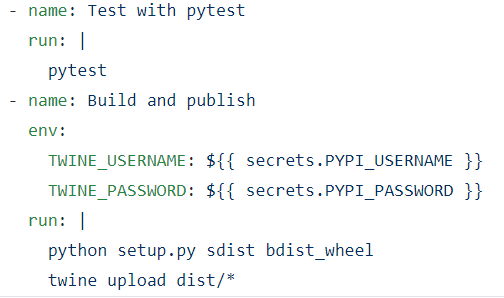 - name: Test with pytest
  run: |
    pytest
- name: Build and publish
  env:
    TWINE_USERNAME: ${{ secrets.PYPI_USERNAME }}
    TWINE_PASSWORD: ${{ secrets.PYPI_PASSWORD }}
  run: |
    python setup.py sdist bdist_wheel
    twine upload dist/*